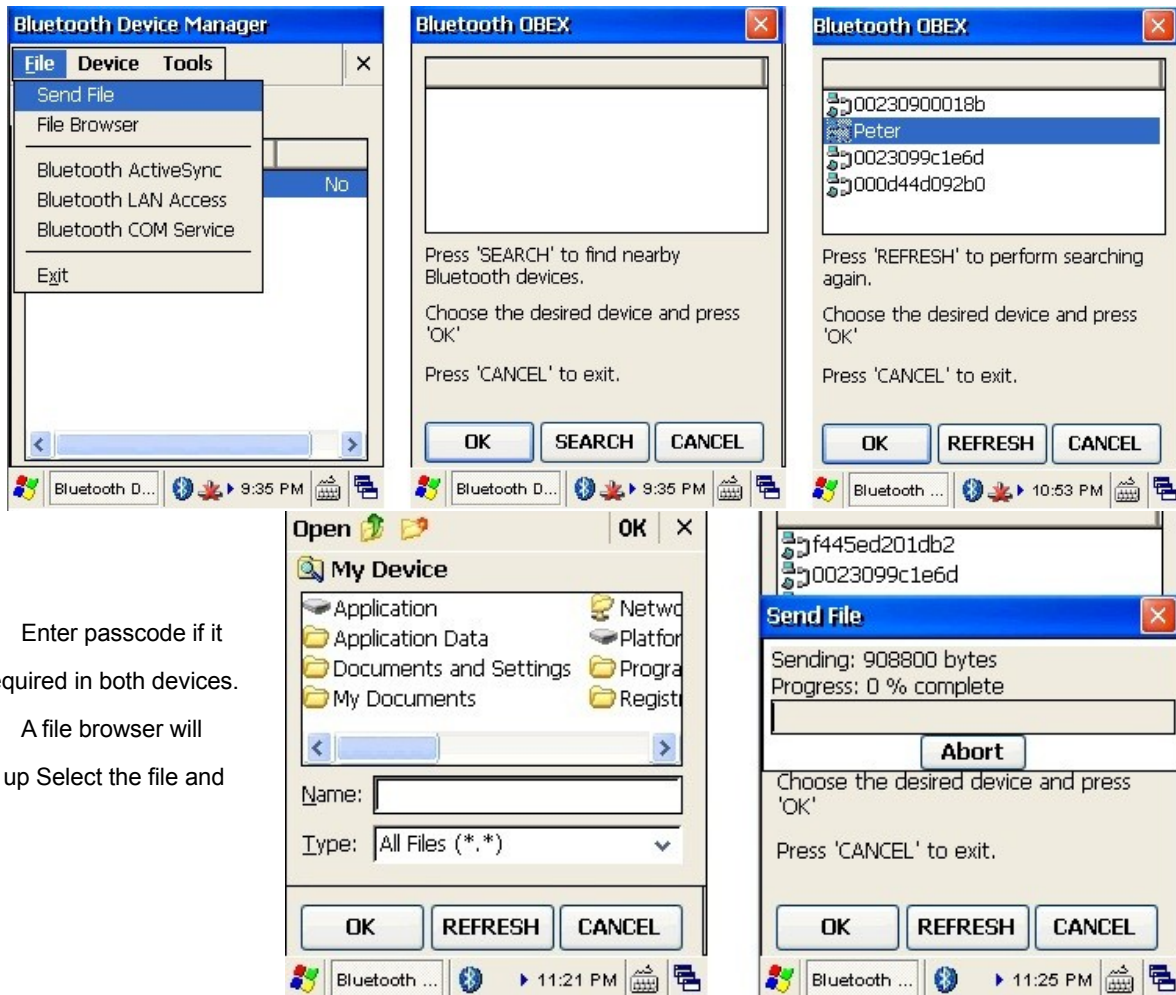 Bluetooth Device Manager
File Device Tools
Send File
File Browser
Bluetooth ActiveSync
Bluetooth LAN Access
Bluetooth COM Service
Exit
No
Bluetooth D... 9:35 PM
Bluetooth OBEX
Press 'SEARCH' to find nearby
Bluetooth devices.
Choose the desired device and press
'OK'
Press 'CANCEL' to exit.
OK SEARCH CANCEL
Bluetooth D... 9:35 PM
Bluetooth OBEX
00230900018b
Peter
0023099c1e6d
000d44d092b0
Press 'REFRESH' to perform searching
again.
Choose the desired device and press
'OK'
Press 'CANCEL' to exit.
OK REFRESH CANCEL
Bluetooth ... 10:53 PM
Enter passcode if it
equired in both devices.
A file browser will
up Select the file and
Open OK
My Device
Application Netwo
Application Data Platfor
Documents and Settings Progra
My Documents Registr
Name:
Type: All Files (*.*)
OK REFRESH CANCEL
Bluetooth ... 11:21 PM
f445ed201db2
0023099c1e6d
Send File
Sending: 908800 bytes
Progress: 0 % complete
Abort
Choose the desired device and press
'OK'
Press 'CANCEL' to exit.
OK REFRESH CANCEL
Bluetooth ... 11:25 PM